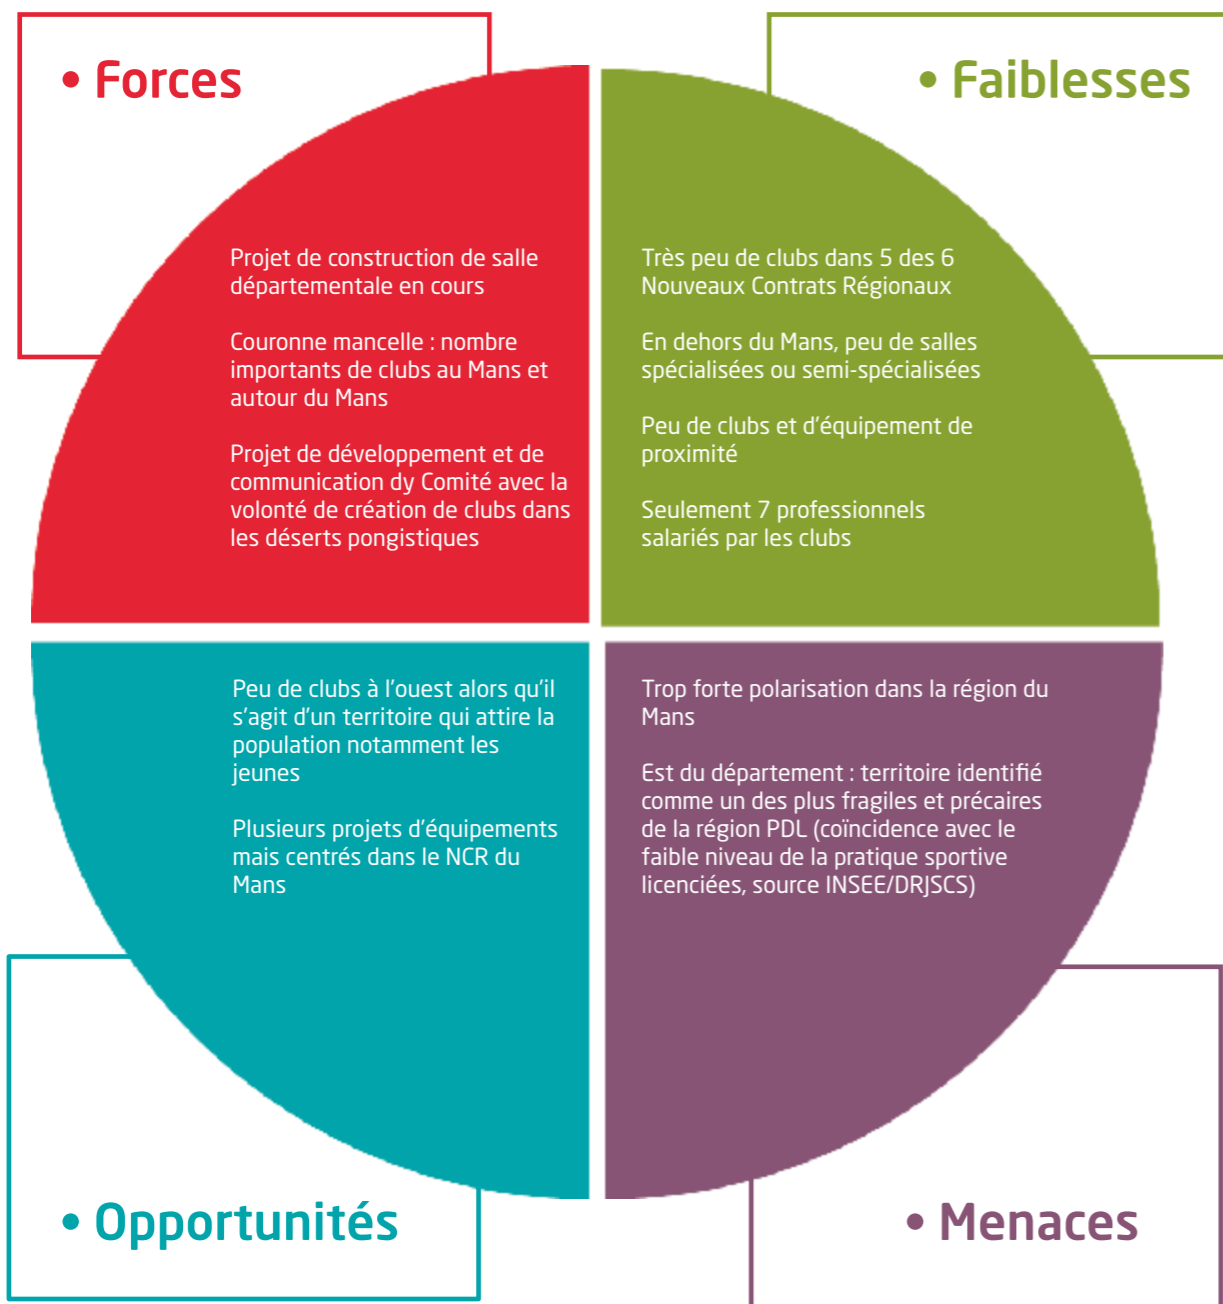 • Forces
Projet de construction de salle
départementale en cours
Couronne mancelle : nombre
importants de clubs au Mans et
autour du Mans
Projet de développement et de
communication dy Comité avec la
volonté de création de clubs dans
les déserts pongistiques
• Faiblesses
Très peu de clubs dans 5 des 6
Nouveaux Contrats Régionaux
En dehors du Mans, peu de salles
spécialisées ou semi-spécialisées
Peu de clubs et d'équipement de
proximité
Seulement 7 professionnels
salariés par les clubs
Peu de clubs à l'ouest alors qu'il
s'agit d'un territoire qui attire la
population notamment les
jeunes
Plusieurs projets d'équipements
mais centrés dans le NCR du
Mans
• Opportunités
Trop forte polarisation dans la région du
Mans
Est du département : territoire identifié
comme un des plus fragiles et précaires
de la région PDL (coïncidence avec le
faible niveau de la pratique sportive
licenciées, source INSEE/DRJSCS)
• Menaces